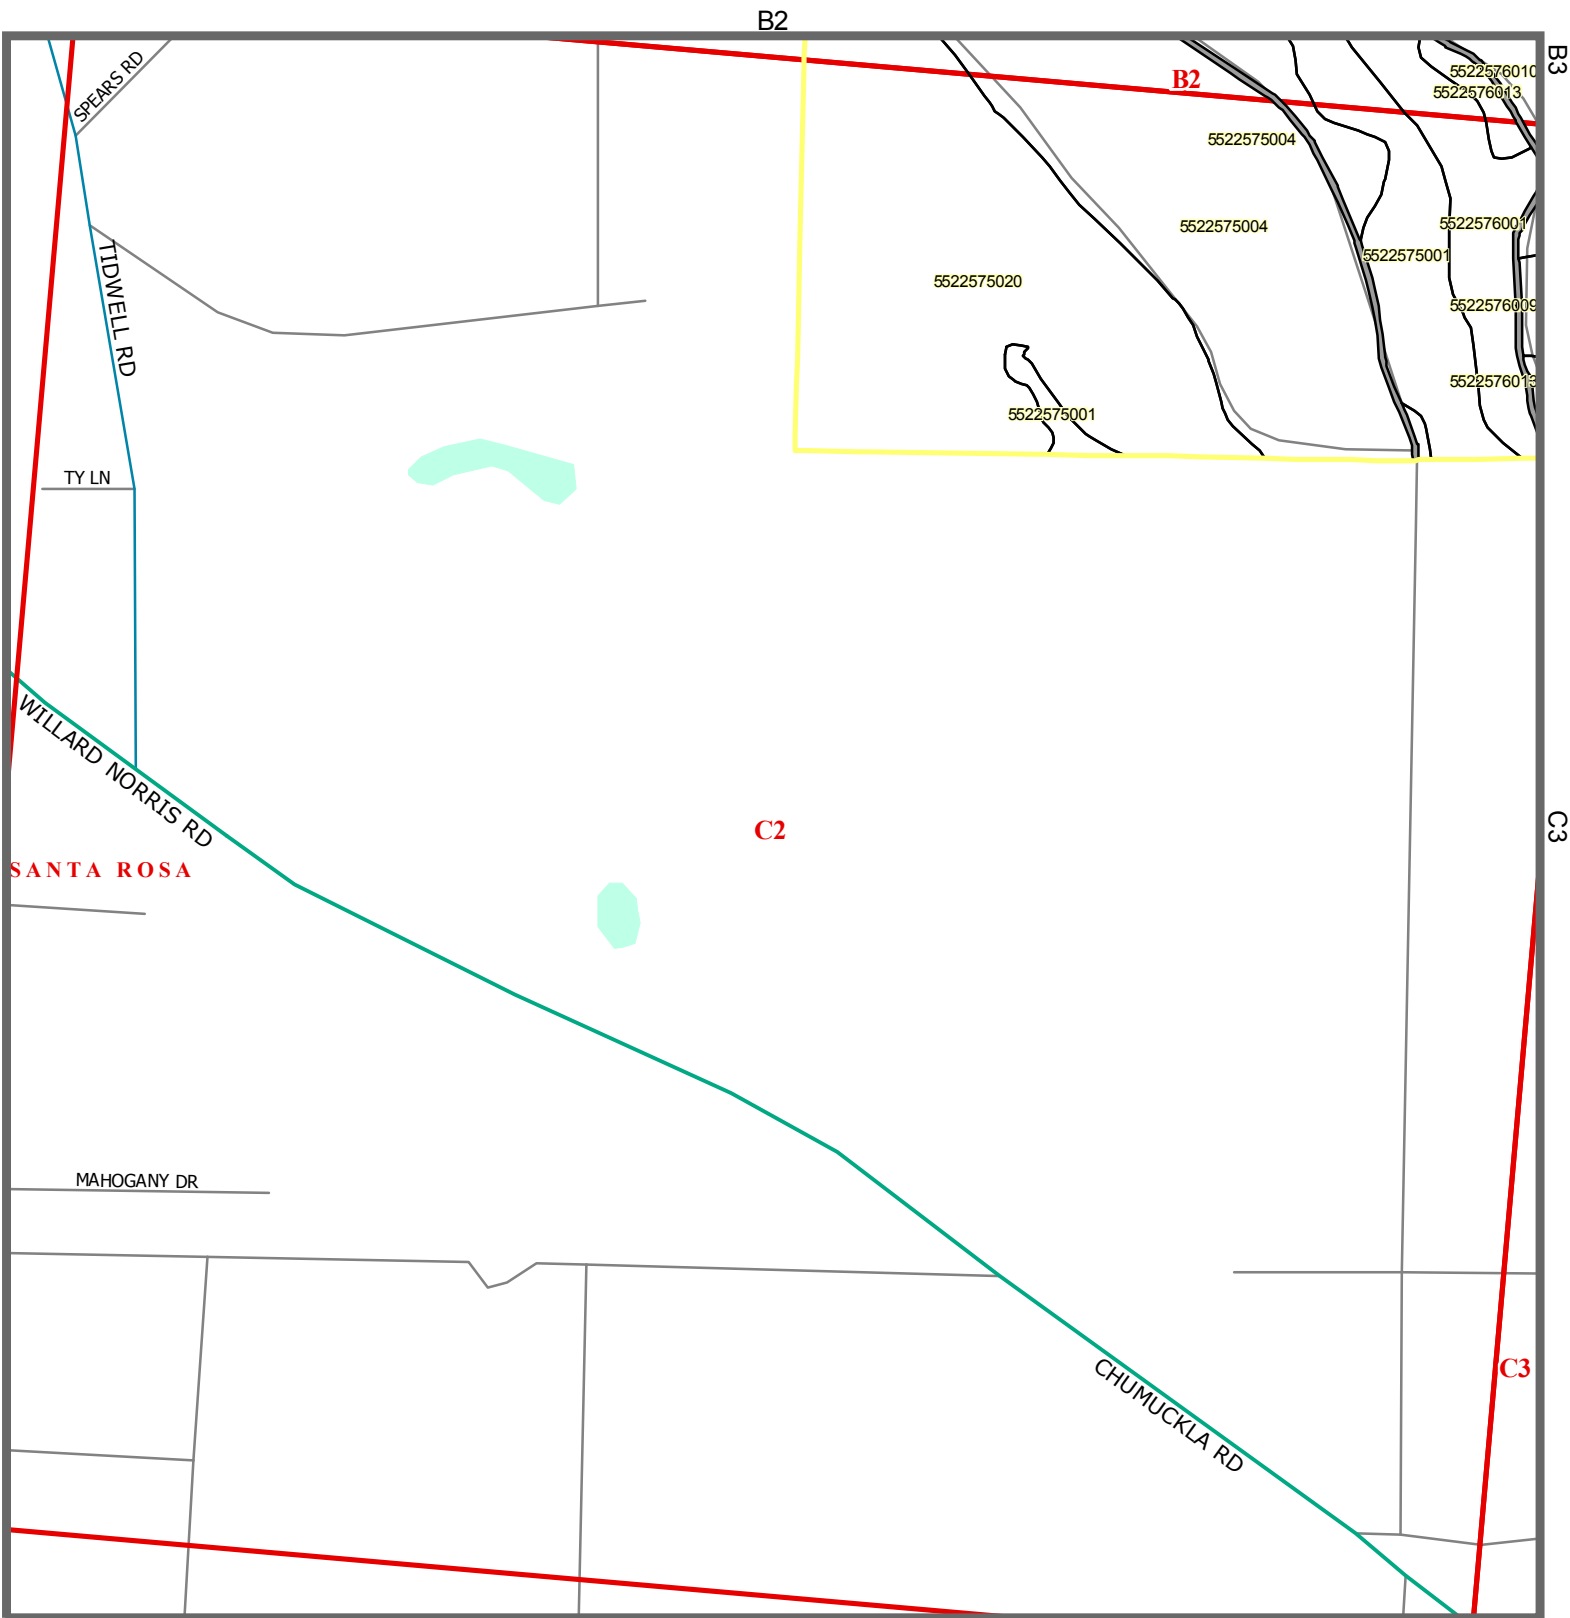 B2
B3
SPEARS RD
B2
5522576010
5522576013
5522575004
5522575004
5522576001
5522575001
TIDWELL RD
5522575020
5522576009
5522576013
5522575001
TY LN
WILLARD NORRIS RD
C2
C3
SANTA ROSA
MAHOGANY DR
CHUMUCKLA RD
C3